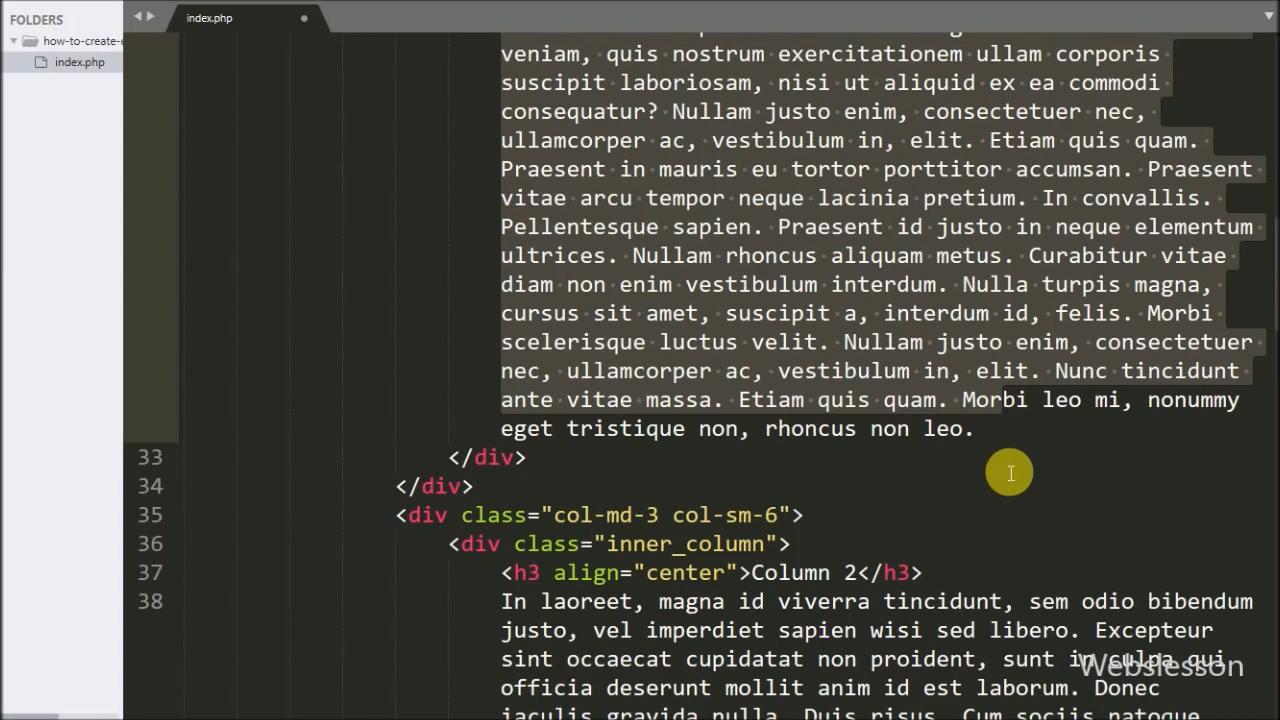 index.php
FOLDERS
how-to-create-e
index.php
veniam, quis nostrum exercitationem ullam corporis
suscipit laboriosam, nisi ut aliquid ex ea commodi
consequatur? Nullam justo enim, consectetuer nec,
ullamcorper ac, vestibulum in, elit. Etiam quis quam.
Praesent in mauris eu tortor porttitor accumsan. Praesent
vitae arcu tempor neque lacinia pretium. In convallis.
Pellentesque sapien. Praesent id justo in neque elementum
ultrices. Nullam rhoncus aliquam metus. Curabitur vitae
diam non enim vestibulum interdum. Nulla turpis magna,
cursus sit amet, suscipit a, interdum id, felis. Morbi
scelerisque luctus velit. Nullam justo enim, consectetuer
nec, ullamcorper ac, vestibulum in, elit. Nunc tincidunt
ante vitae massa. Etiam quis quam. Morbi leo mi, nonummy
eget tristique non, rhoncus non leo.
33 </div>
34 </div>
35 <div class="col-md-3 col-sm-6">
36 <div class="inner_column">
37 <h3 align="center">Column 2</h3>
38 In laoreet, magna id viverra tincidunt, sem odio bibendum
justo, vel imperdiet sapien wisi sed libero. Excepteur
sint occaecat cupidatat non proident, sunt in culpa qui
officia deserunt mollit anim id est laborum. Donec
iaculis gravida nulla. Duis risus. Cum sociis natoque
Webslesson